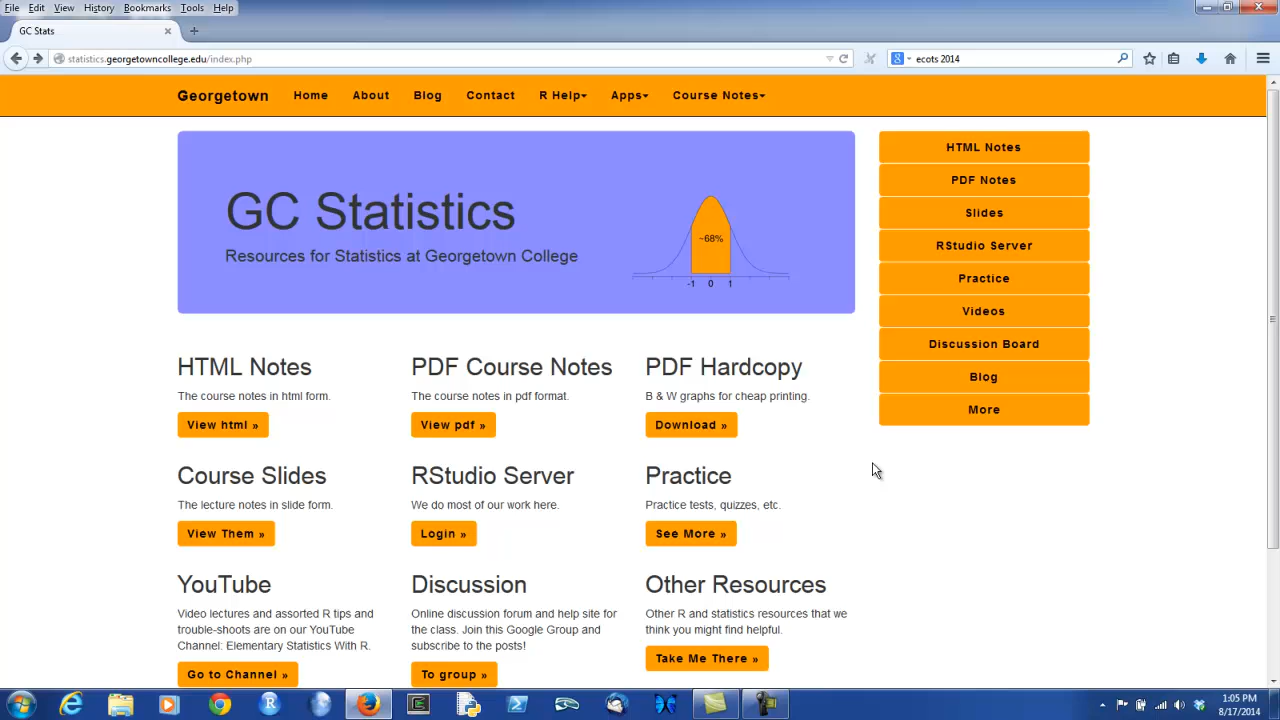 File Edit View History Bookmarks Tools Help
GC Stats
statistics.georgetowncollege.edu/index.php
ecots 2014
Georgetown Home About Blog Contact R Help Apps Course Notes
GC Statistics
Resources for Statistics at Georgetown College
~68%
-1 0 1
HTML Notes
PDF Notes
Slides
RStudio Server
Practice
Videos
Discussion Board
Blog
More
HTML Notes
The course notes in html form.
View html »
PDF Course Notes
The course notes in pdf format.
View pdf »
PDF Hardcopy
B & W graphs for cheap printing.
Download »
Course Slides
The lecture notes in slide form.
View Them »
RStudio Server
We do most of our work here.
Login »
Practice
Practice tests, quizzes, etc.
See More »
YouTube
Video lectures and assorted R tips and
trouble-shoots are on our YouTube
Channel: Elementary Statistics With R.
Go to Channel »
Discussion
Online discussion forum and help site for
the class. Join this Google Group and
subscribe to the posts!
To group »
Other Resources
Other R and statistics resources that we
think you might find helpful.
Take Me There »
1:05 PM
8/17/2014